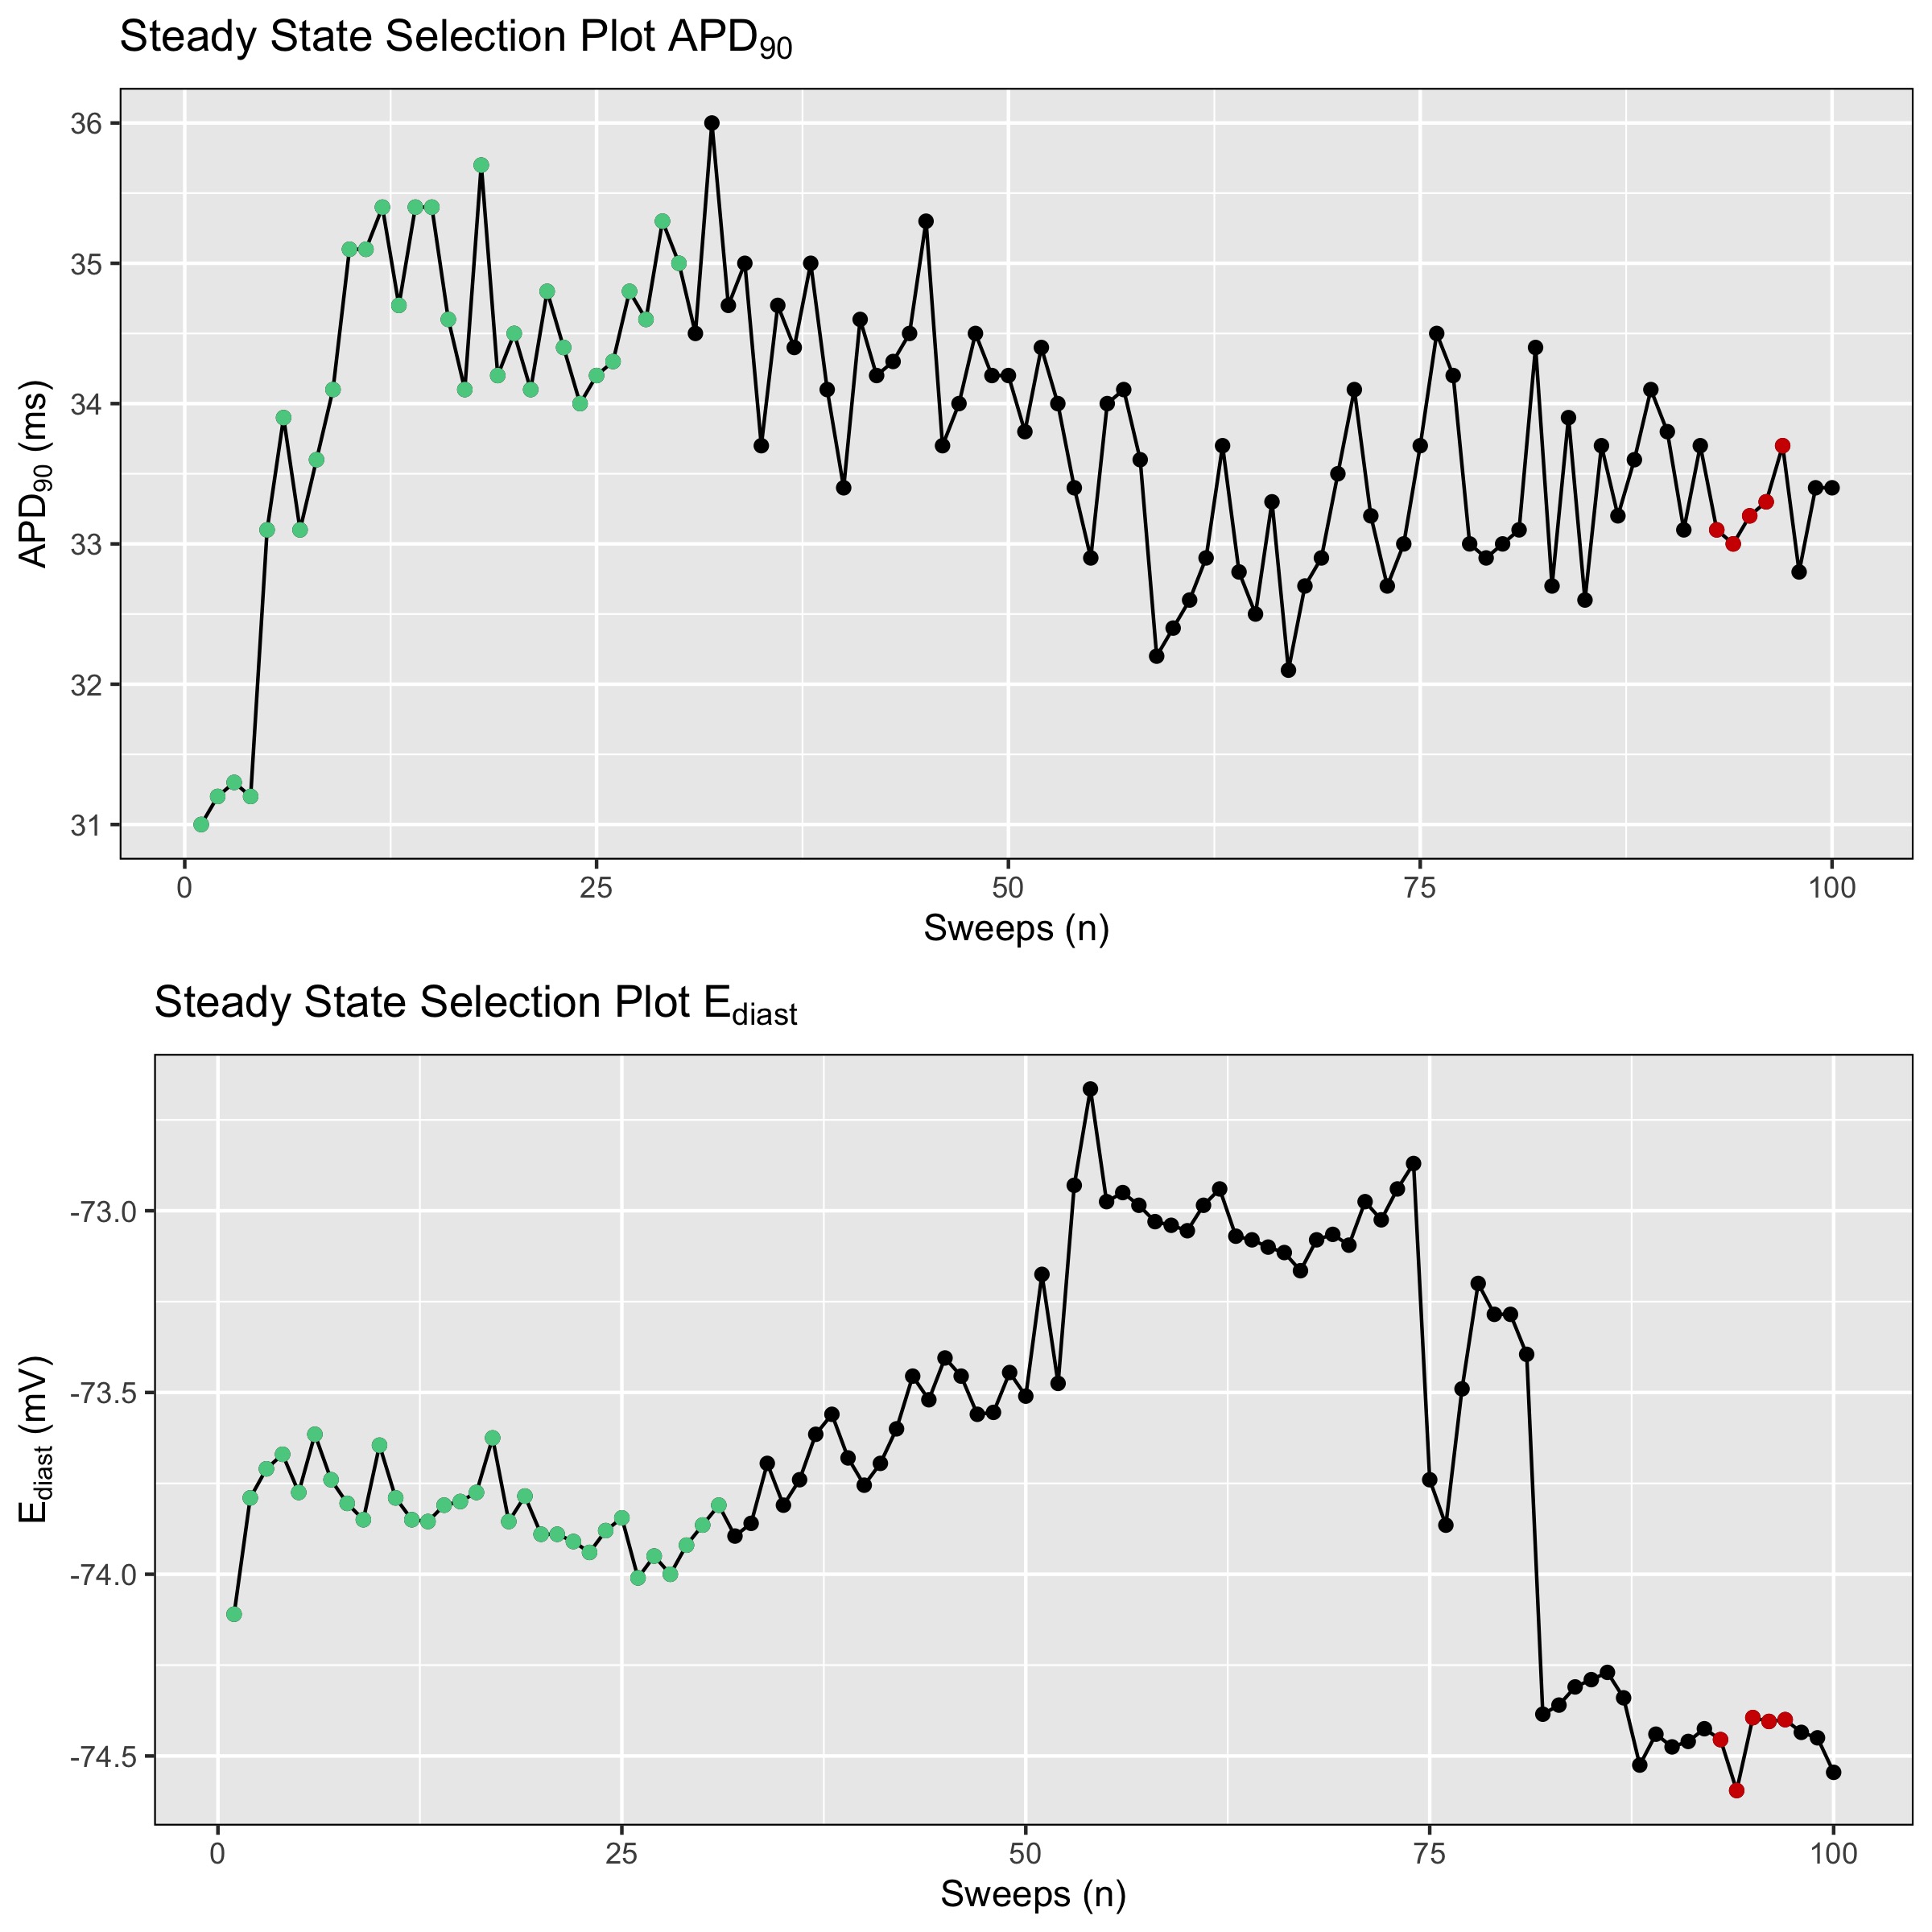 Steady State Selection Plot APD90
36
35
34
33
32
31
APD90 (ms)
0 25 50 75 100
Sweeps (n)
Steady State Selection Plot Ediast
-73.0
-73.5
-74.0
-74.5
Ediast (mV)
0 25 50 75 100
Sweeps (n)